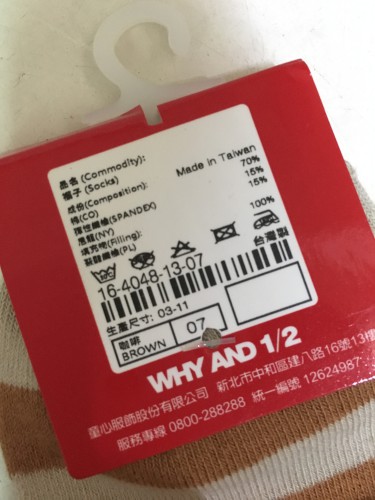 品名(Commodity):
襪子(Socks) Made in Taiwan
成份(Composition): 70%
棉(CO) 15%
彈性纖維(SPANDEX) 15%
尼龍(NY)
填充物(Filling): 100%
聚酯纖維(PL)
台灣製
16-4048-13-07
生產尺寸: 03-11
咖啡
BROWN 07
WHY AND 1/2
童心服飾股份有限公司 新北市中和區建八路16號13樓
服務專線 0800-288288 統一編號 12624987